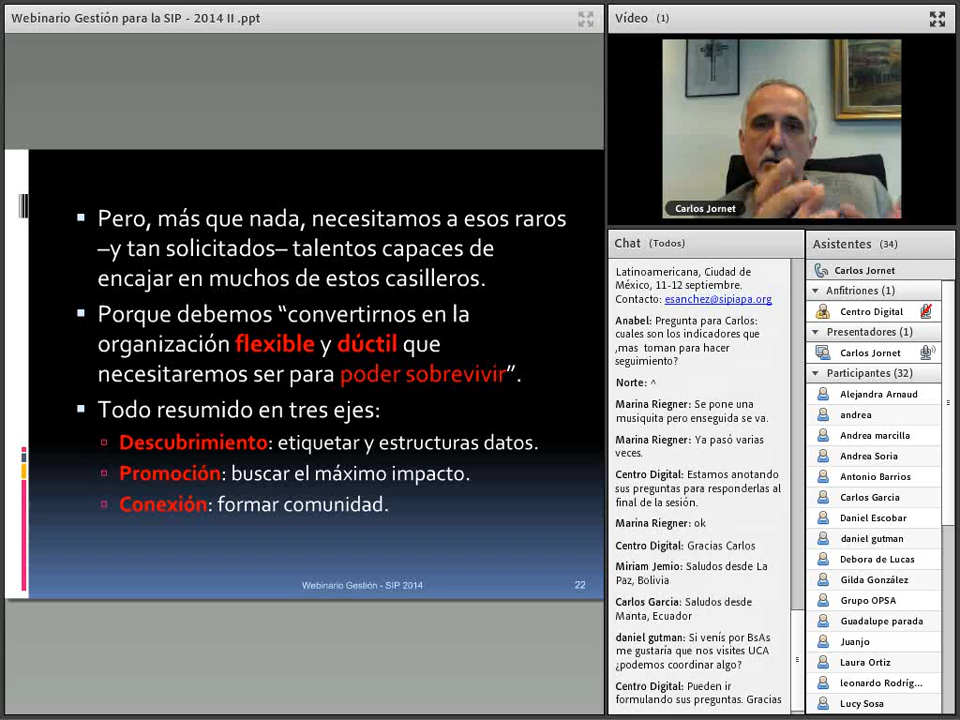 Webinario Gestión para la SIP - 2014 II .ppt
Pero, más que nada, necesitamos a esos raros
–y tan solicitados– talentos capaces de
encajar en muchos de estos casilleros.
Porque debemos “convertirnos en la
organización flexible y dúctil que
necesitaremos ser para poder sobrevivir”.
Todo resumido en tres ejes:
Descubrimiento: etiquetar y estructuras datos.
Promoción: buscar el máximo impacto.
Conexión: formar comunidad.
Webinario Gestión - SIP 2014
22
Vídeo (1)
Carlos Jornet
Chat (Todos)
Latinoamericana, Ciudad de
México, 11-12 septiembre.
Contacto: esanchez@sipiapa.org
Anabel: Pregunta para Carlos:
cuales son los indicadores que
,mas toman para hacer
seguimiento?
Norte: ^
Marina Riegner: Se pone una
musiquita pero enseguida se va.
Marina Riegner: Ya pasó varias
veces.
Centro Digital: Estamos anotando
sus preguntas para responderlas al
final de la sesión.
Marina Riegner: ok
Centro Digital: Gracias Carlos
Miriam Jemio: Saludos desde La
Paz, Bolivia
Carlos Garcia: Saludos desde
Manta, Ecuador
daniel gutman: Si venís por BsAs
me gustaría que nos visites UCA
¿podemos coordinar algo?
Centro Digital: Pueden ir
formulando sus preguntas. Gracias
Asistentes (34)
Carlos Jornet
Anfitriones (1)
Centro Digital
Presentadores (1)
Carlos Jornet
Participantes (32)
Alejandra Arnaud
andrea
Andrea marcilla
Andrea Soria
Antonio Barrios
Carlos Garcia
Daniel Escobar
daniel gutman
Debora de Lucas
Gilda González
Grupo OPSA
Guadalupe parada
Juanjo
Laura Ortiz
leonardo Rodríg...
Lucy Sosa